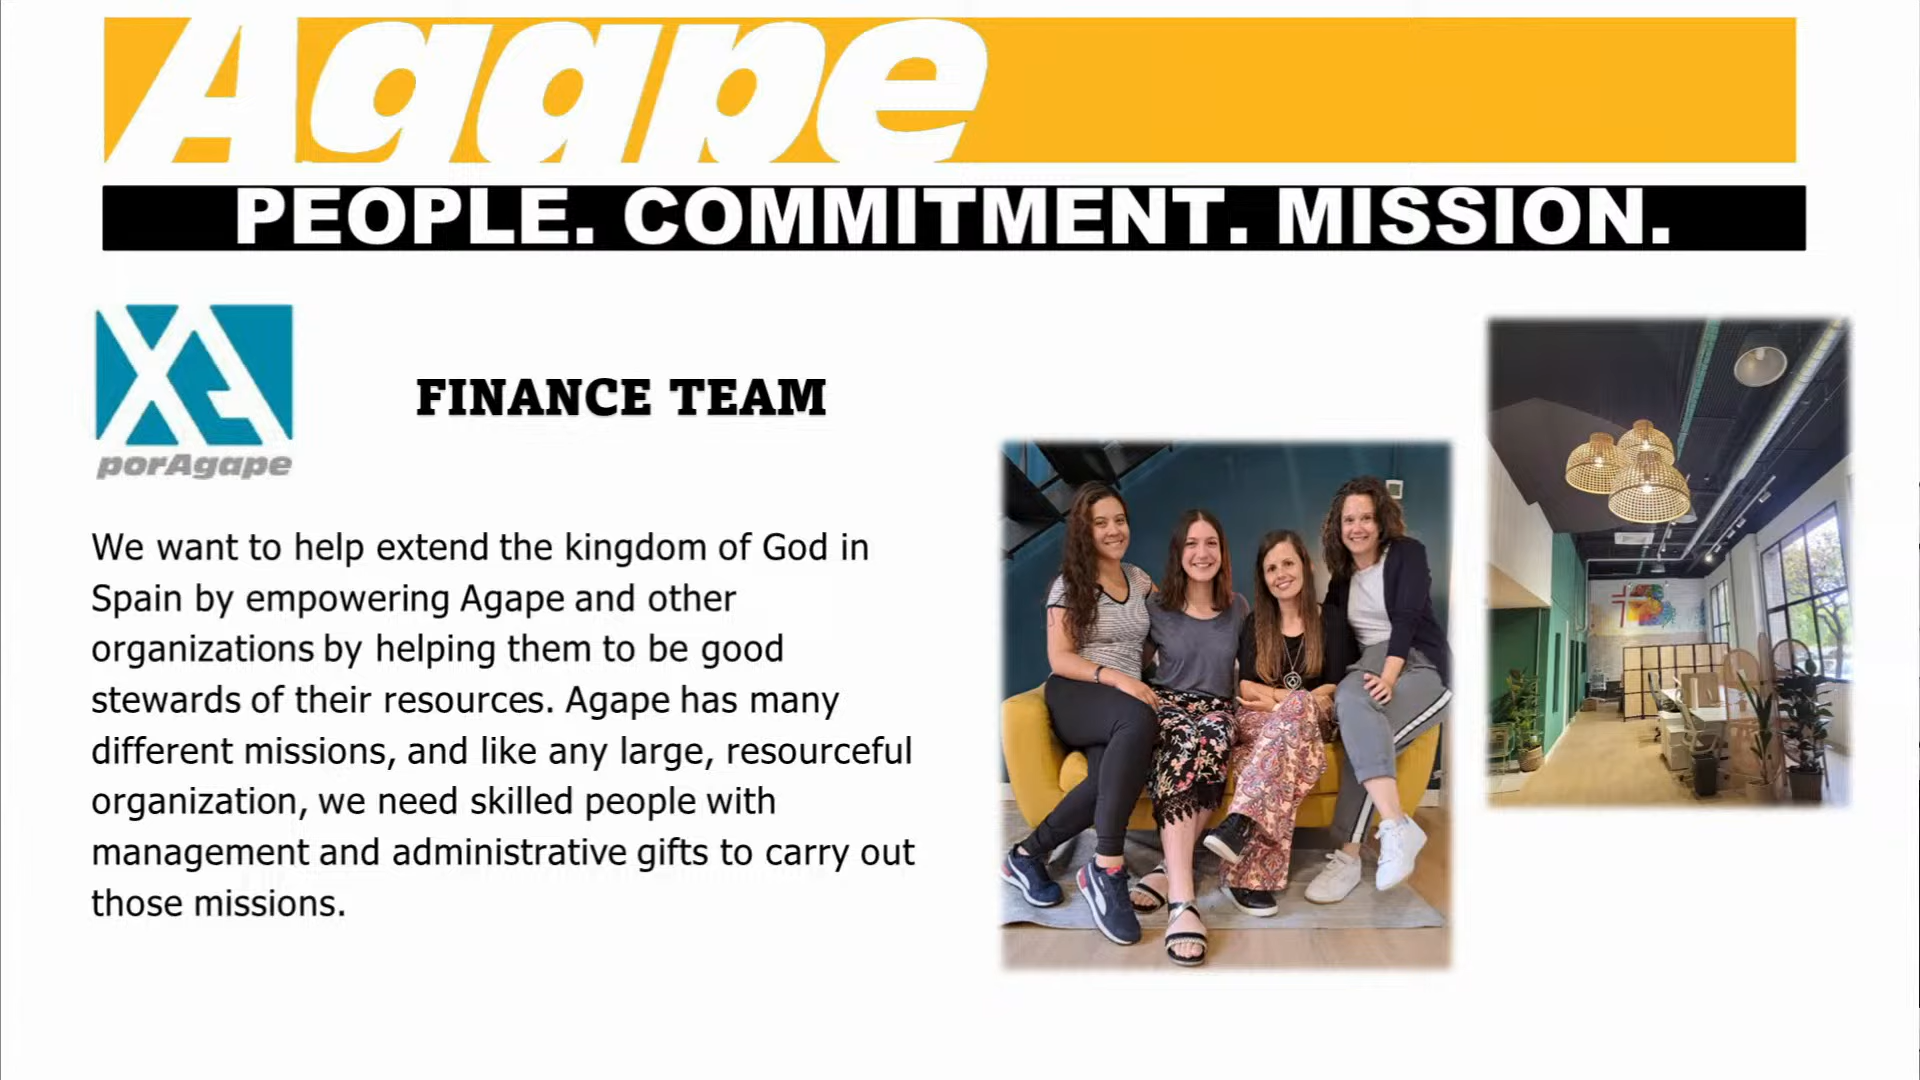 Agape
PEOPLE. COMMITMENT. MISSION.
porAgape
FINANCE TEAM
We want to help extend the kingdom of God in
Spain by empowering Agape and other
organizations by helping them to be good
stewards of their resources. Agape has many
different missions, and like any large, resourceful
organization, we need skilled people with
management and administrative gifts to carry out
those missions.